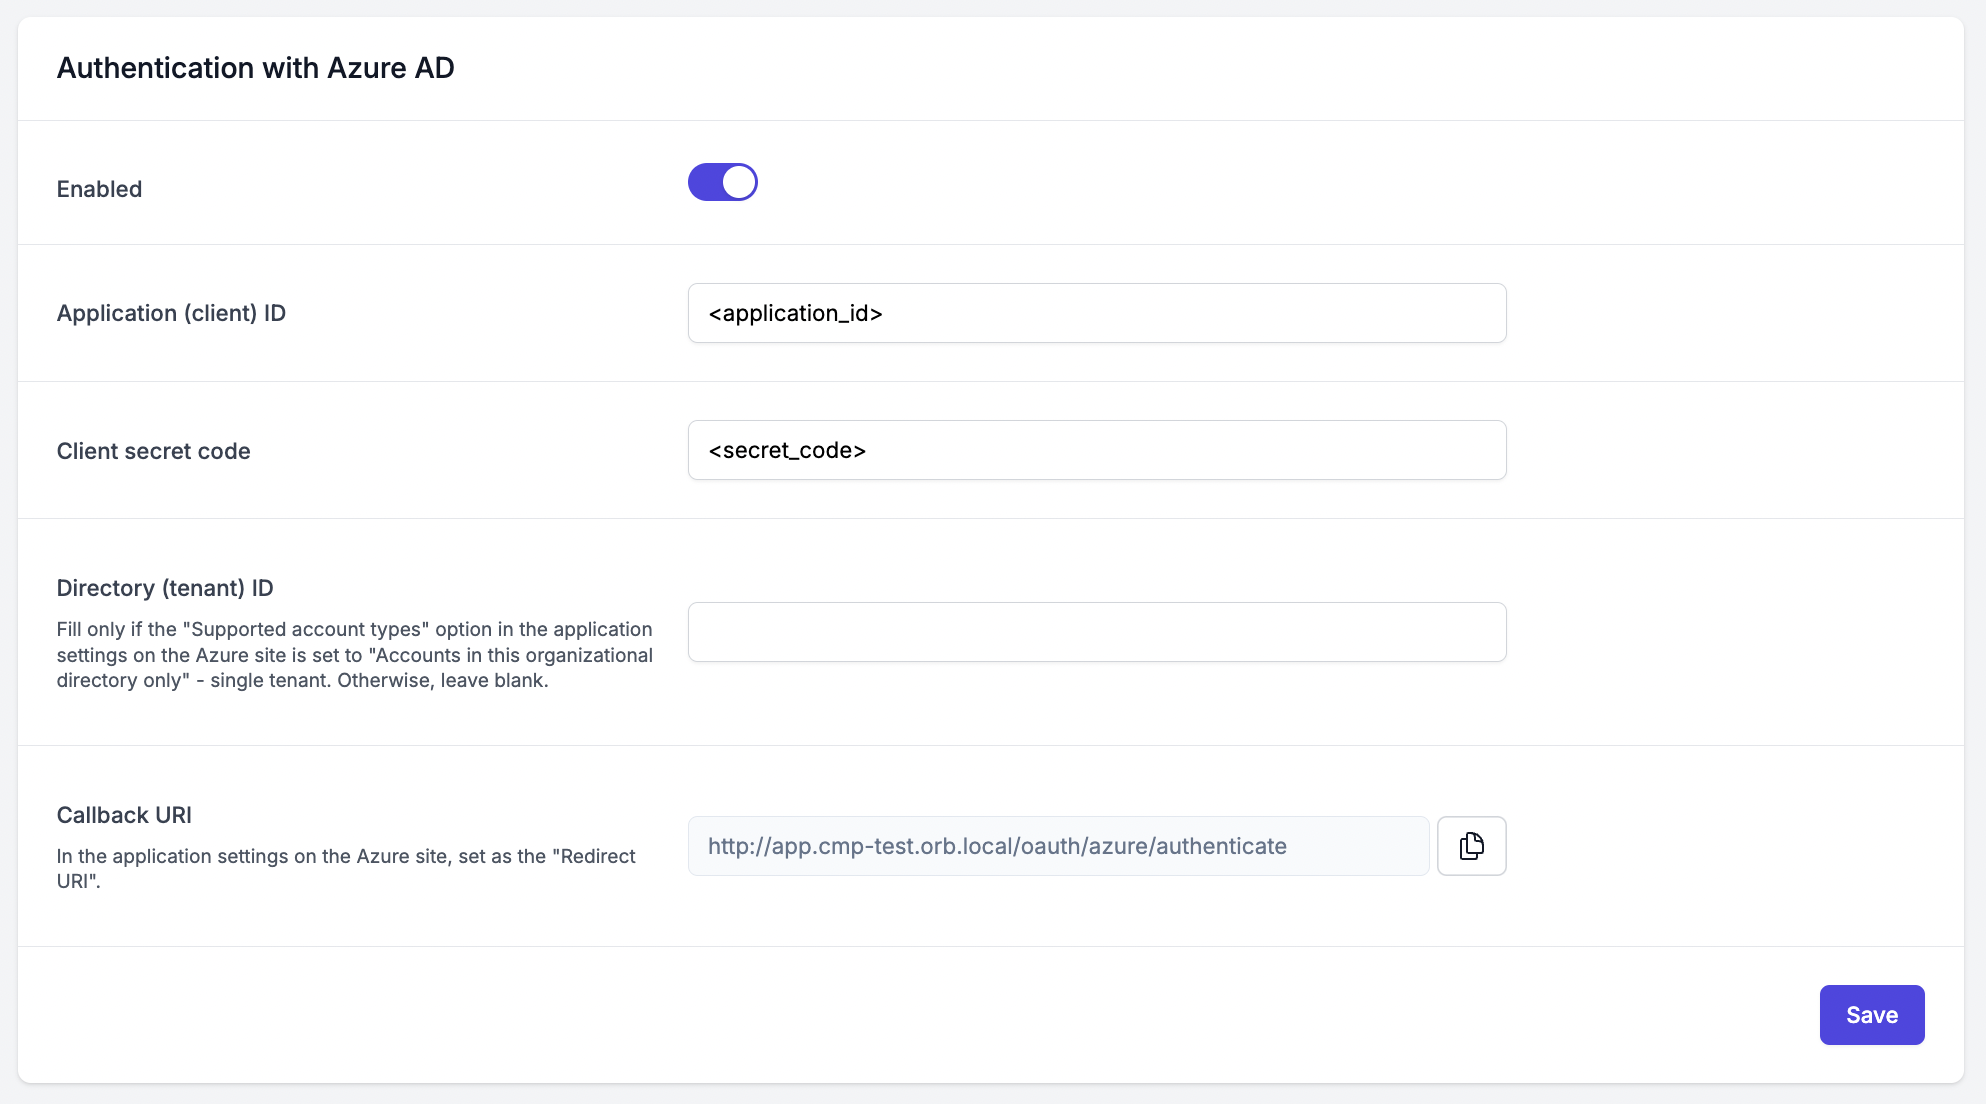 Authentication with Azure AD
Enabled
Application (client) ID
<application_id>
Client secret code
<secret_code>
Directory (tenant) ID
Fill only if the "Supported account types" option in the application
settings on the Azure site is set to "Accounts in this organizational
directory only" - single tenant. Otherwise, leave blank.
Callback URI
In the application settings on the Azure site, set as the "Redirect
URI".
http://app.cmp-test.orb.local/oauth/azure/authenticate
Save